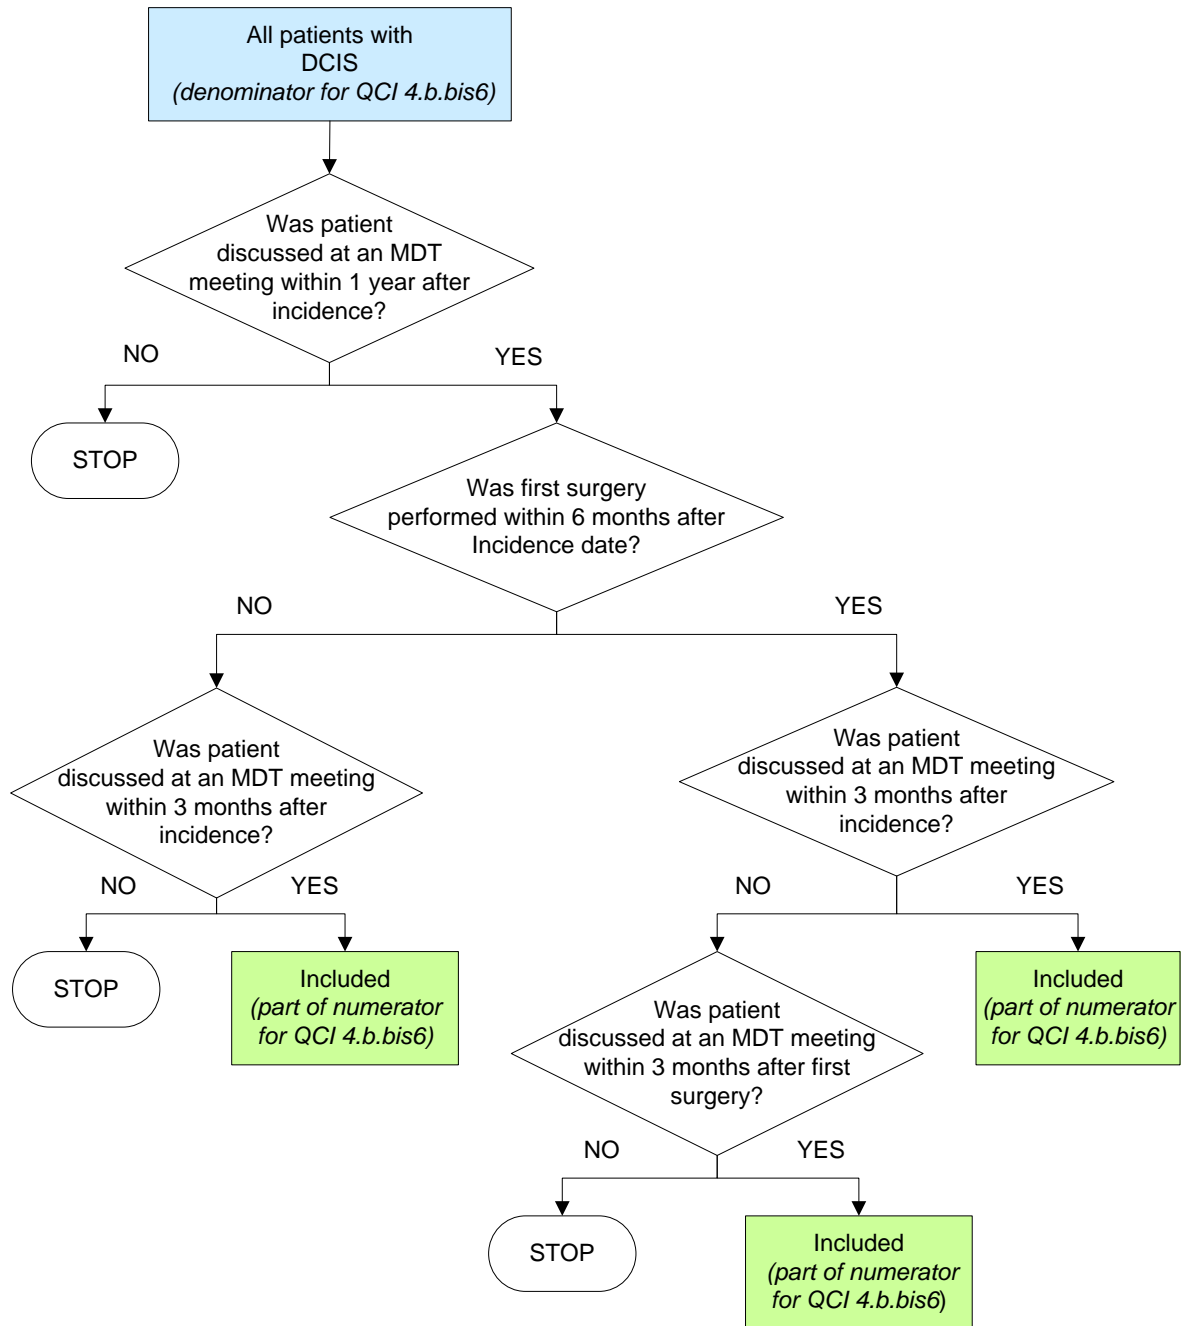 All patients with
DCIS
(denominator for QCI 4.b.bis6)
Was patient
discussed at an MDT
meeting within 1 year after
incidence?
NO
YES
STOP
Was first surgery
performed within 6 months after
Incidence date?
NO
YES
Was patient
discussed at an MDT meeting
within 3 months after
incidence?
Was patient
discussed at an MDT meeting
within 3 months after
incidence?
NO
YES
NO
YES
STOP
Included
(part of numerator
for QCI 4.b.bis6)
Was patient
discussed at an MDT meeting
within 3 months after first
surgery?
Included
(part of numerator
for QCI 4.b.bis6)
NO
YES
STOP
Included
(part of numerator
for QCI 4.b.bis6)